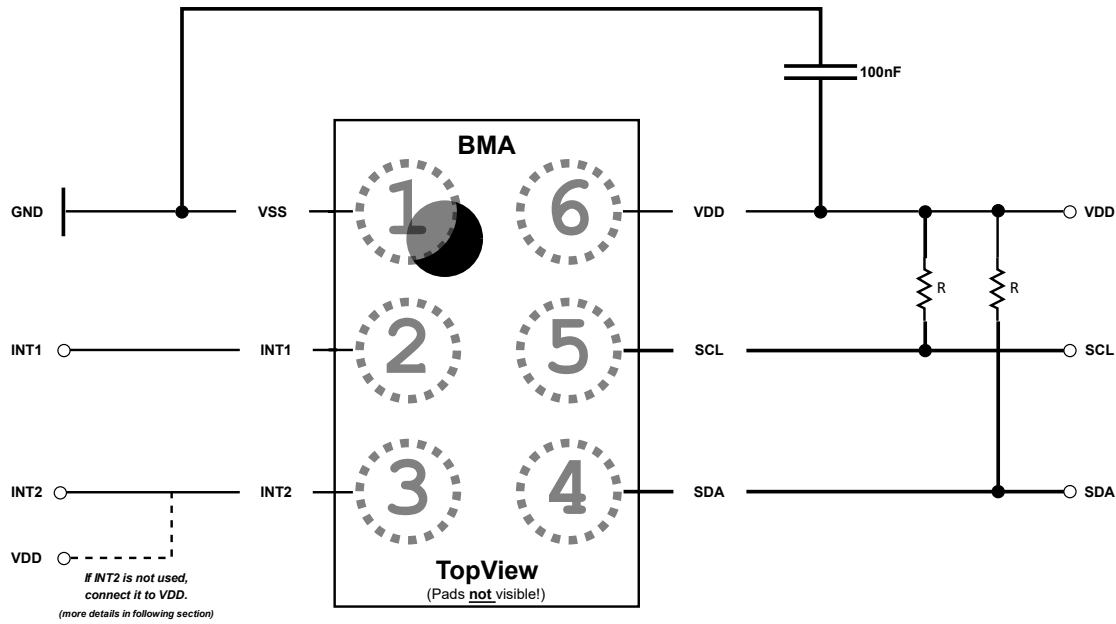 100nF
BMA
1
6
GND
VSS
VDD
VDD
R
R
2
5
INT1
INT1
SCL
SCL
3
4
INT2
INT2
SDA
SDA
VDD
If INT2 is not used,
connect it to VDD.
(more details in following section)
TopView
(Pads not visible!)